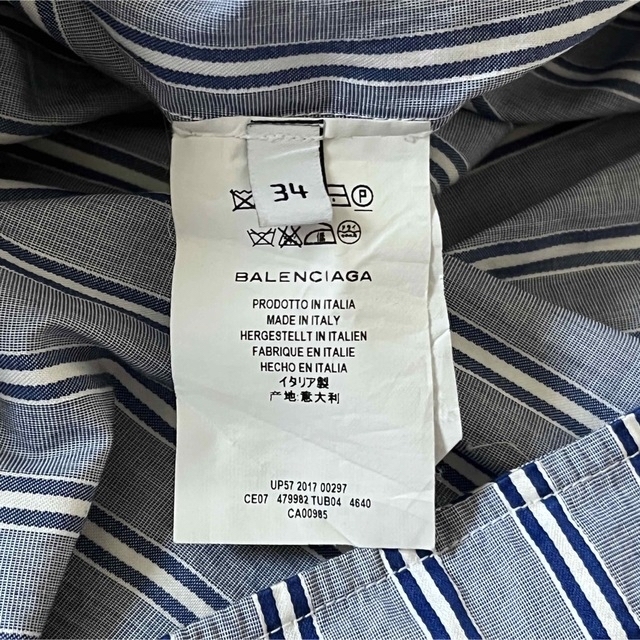 34
P
BALENCIAGA
PRODOTTO IN ITALIA
MADE IN ITALY
HERGESTELLT IN ITALIEN
FABRIQUE EN ITALIE
HECHO EN ITALIA
イタリア製
产地:意大利
UP57 2017 00297
CE07 479982 TUB04 4640
CA00985